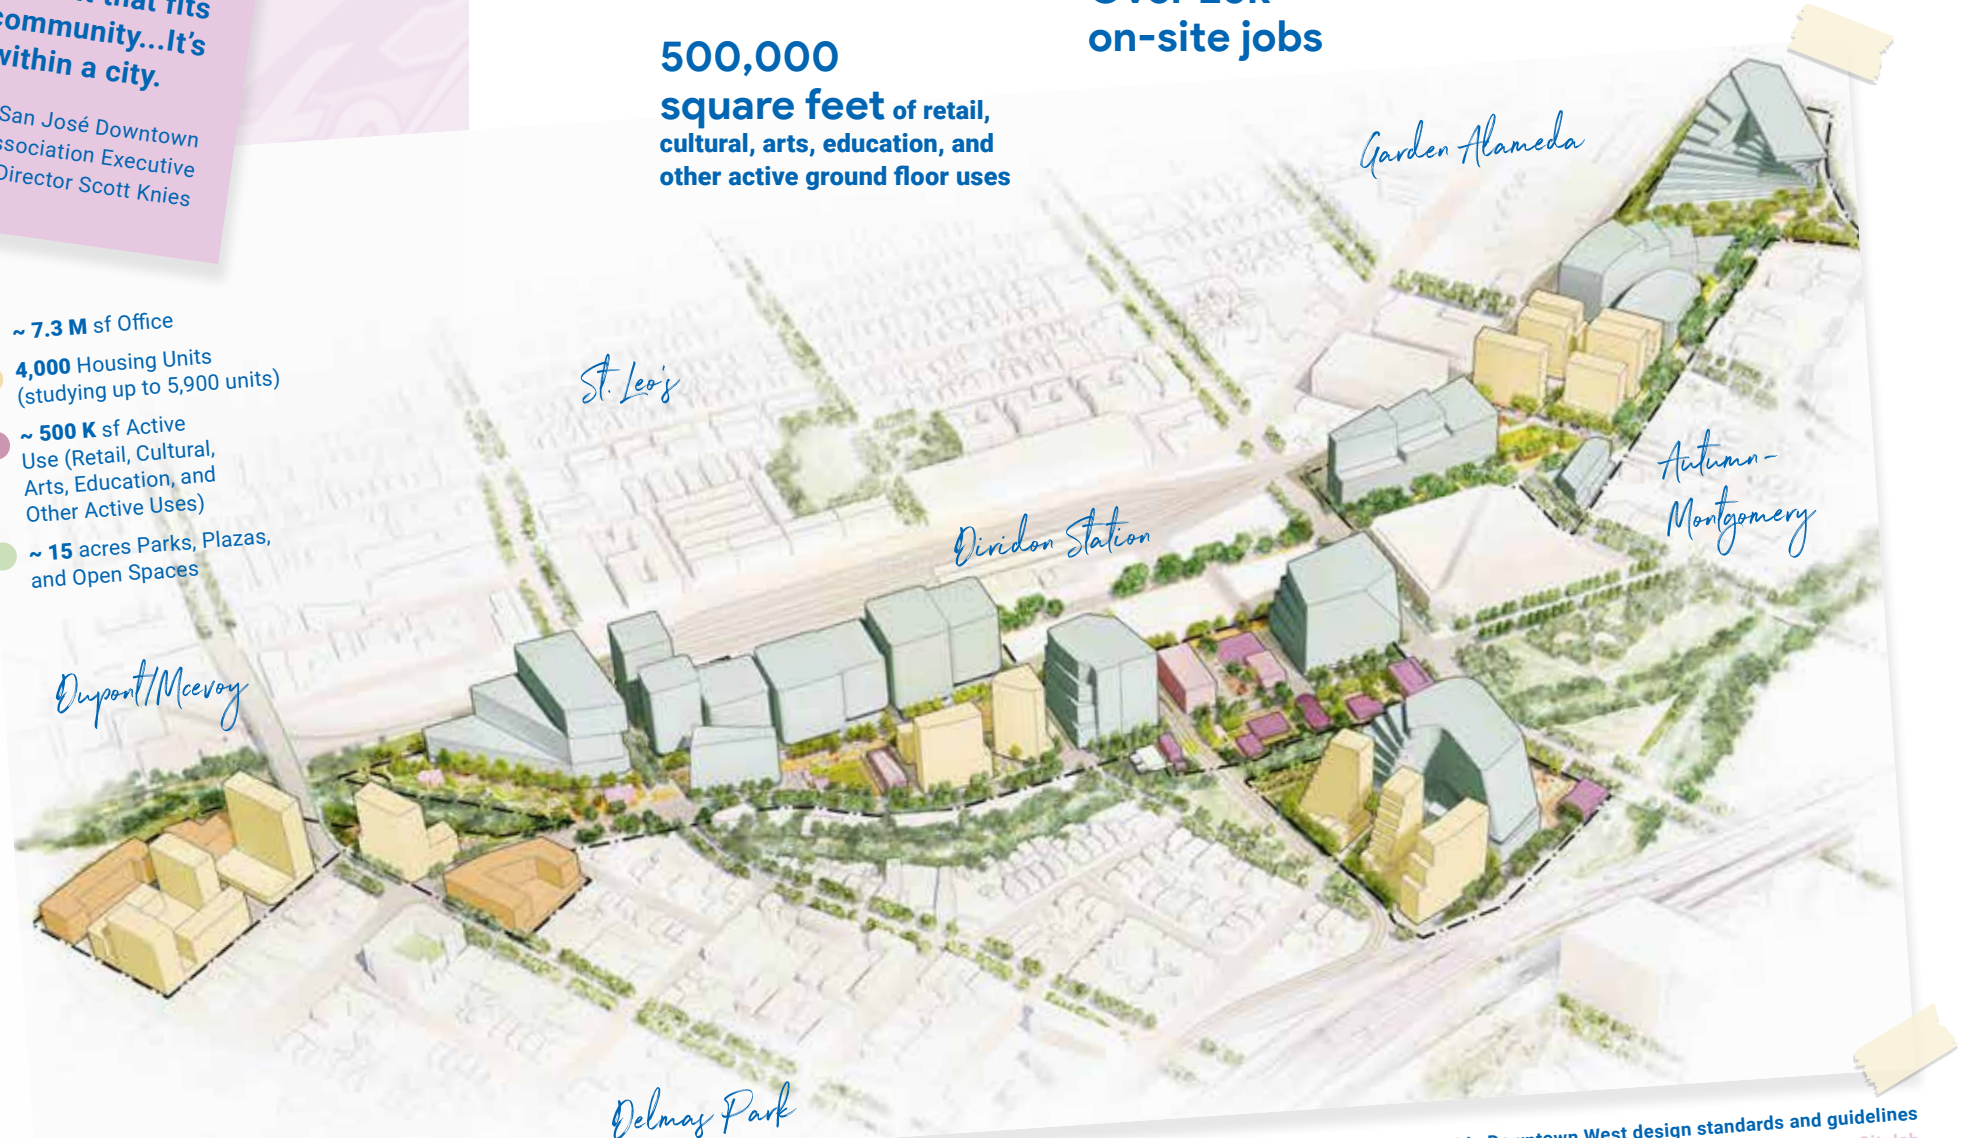 that fits
community...It's
within a city.
San José Downtown
Association Executive
Director Scott Knies
500,000
square feet of retail,
cultural, arts, education, and
other active ground floor uses
on-site jobs
~ 7.3 M sf Office
4,000 Housing Units
(studying up to 5,900 units)
~ 500 K sf Active
Use (Retail, Cultural,
Arts, Education, and
Other Active Uses)
~ 15 acres Parks, Plazas,
and Open Spaces
Garden Alameda
St. Leo's
Diridon Station
Autumn-
Montgomery
Dupont/Mcevoy
Delmas Park
Downtown West design standards and guidelines